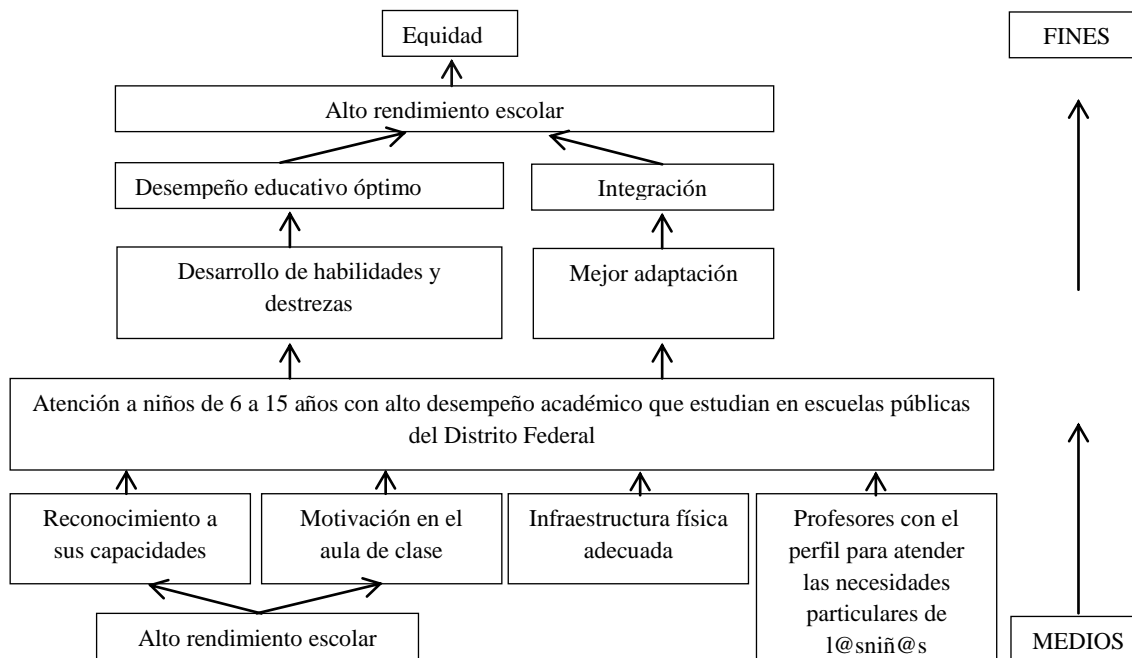 Equidad
FINES
Alto rendimiento escolar
Desempeño educativo óptimo
Integración
Desarrollo de habilidades y
destrezas
Mejor adaptación
Atención a niños de 6 a 15 años con alto desempeño académico que estudian en escuelas públicas
del Distrito Federal
Reconocimiento a
sus capacidades
Motivación en el
aula de clase
Infraestructura física
adecuada
Profesores con el
perfil para atender
las necesidades
particulares de
l@sniñ@s
Alto rendimiento escolar
MEDIOS